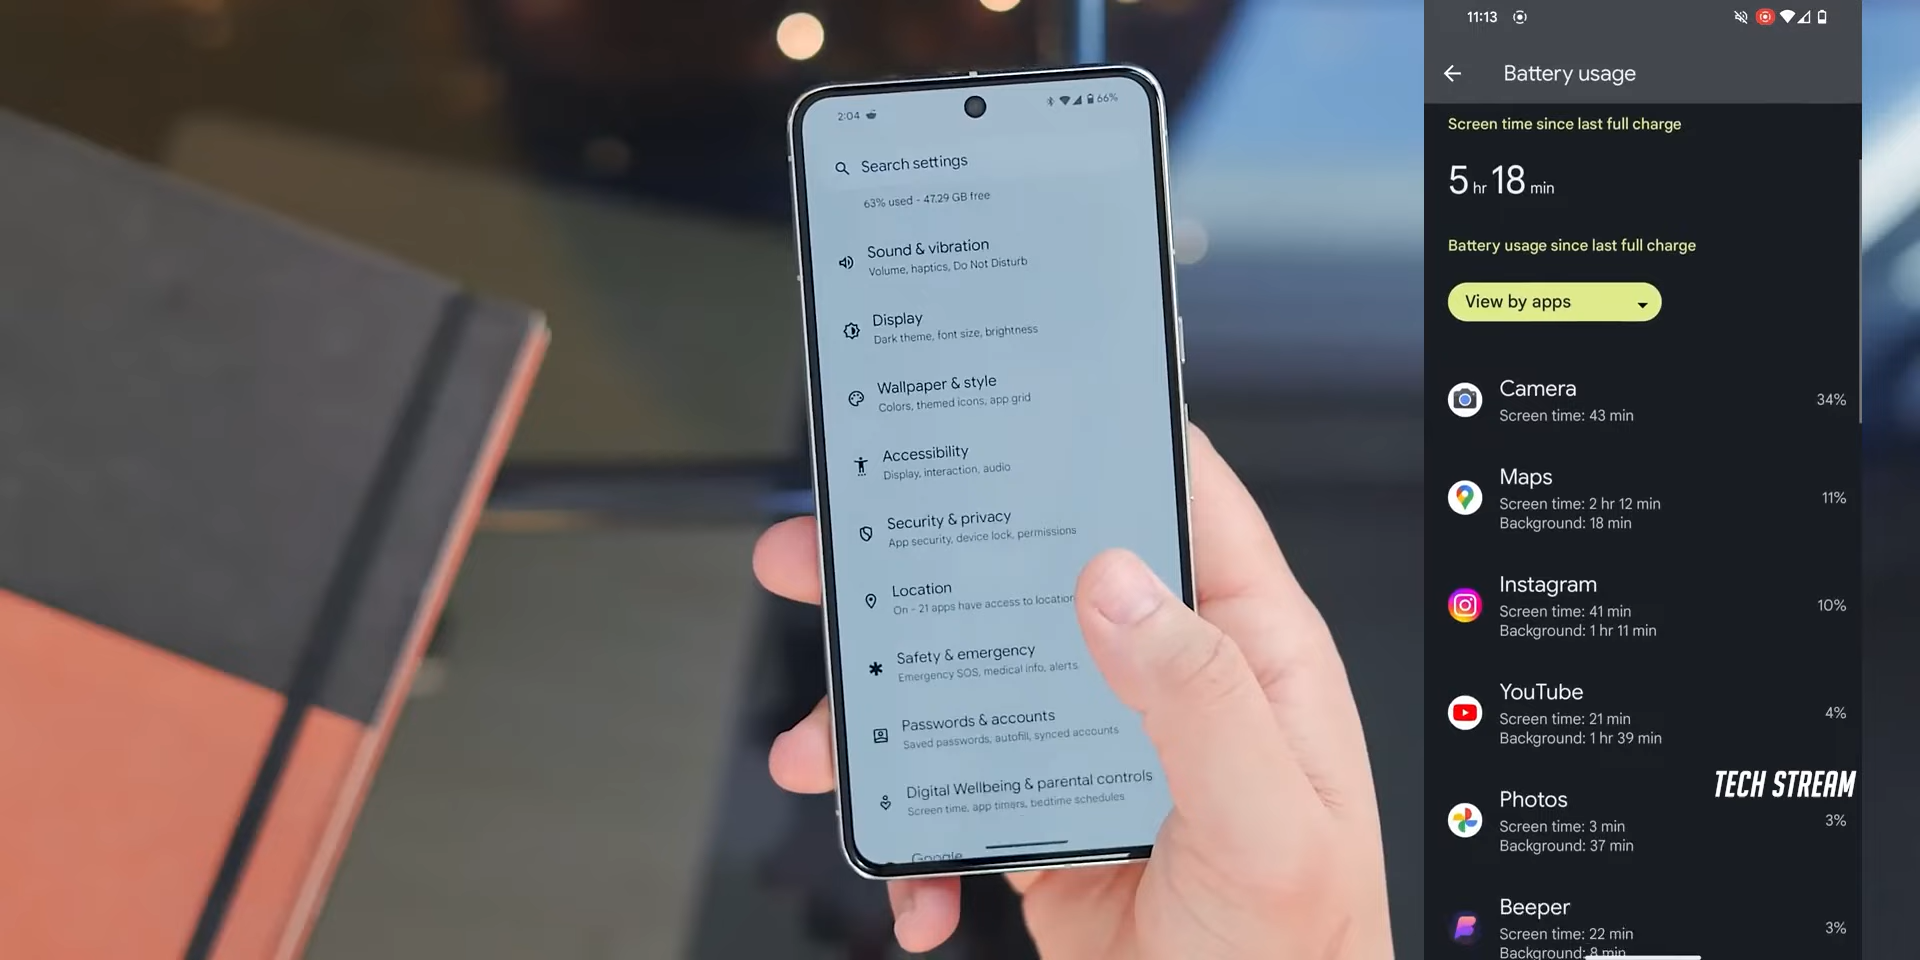 2:04
66%
Search settings
63% used - 47.29 GB free
Sound & vibration
Volume, haptics, Do Not Disturb
Display
Dark theme, font size, brightness
Wallpaper & style
Colors, themed icons, app grid
Accessibility
Display, interaction, audio
Security & privacy
App security, device lock, permissions
Location
On - 21 apps have access to location
Safety & emergency
Emergency SOS, medical info, alerts
Passwords & accounts
Saved passwords, autofill, synced accounts
Digital Wellbeing & parental controls
Screen time, app timers, bedtime schedules
Google
11:13
Battery usage
Screen time since last full charge
5 hr 18 min
Battery usage since last full charge
View by apps
Camera
Screen time: 43 min
34%
Maps
Screen time: 2 hr 12 min
Background: 18 min
11%
Instagram
Screen time: 41 min
Background: 1 hr 11 min
10%
YouTube
Screen time: 21 min
Background: 1 hr 39 min
4%
TECH STREAM
Photos
Screen time: 3 min
Background: 37 min
3%
Beeper
Screen time: 22 min
Background: 8 min
3%